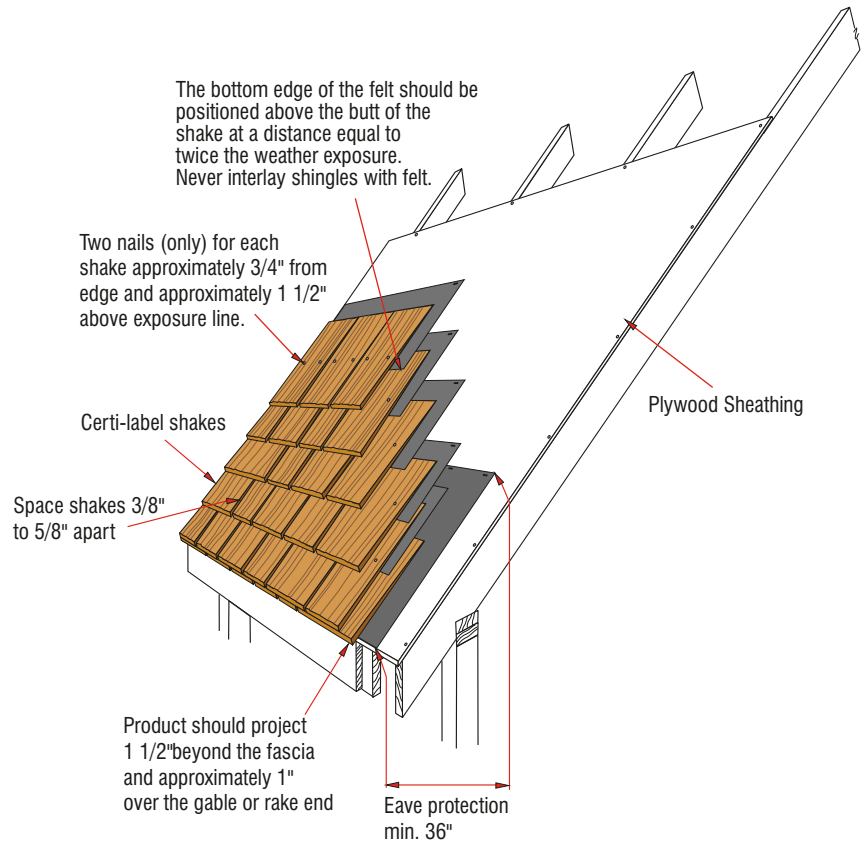 The bottom edge of the felt should be
positioned above the butt of the
shake at a distance equal to
twice the weather exposure.
Never interlay shingles with felt.
Two nails (only) for each
shake approximately 3/4" from
edge and approximately 1 1/2"
above exposure line.
Plywood Sheathing
Certi-label shakes
Space shakes 3/8"
to 5/8" apart
Product should project
1 1/2"beyond the fascia
and approximately 1"
over the gable or rake end
Eave protection
min. 36"